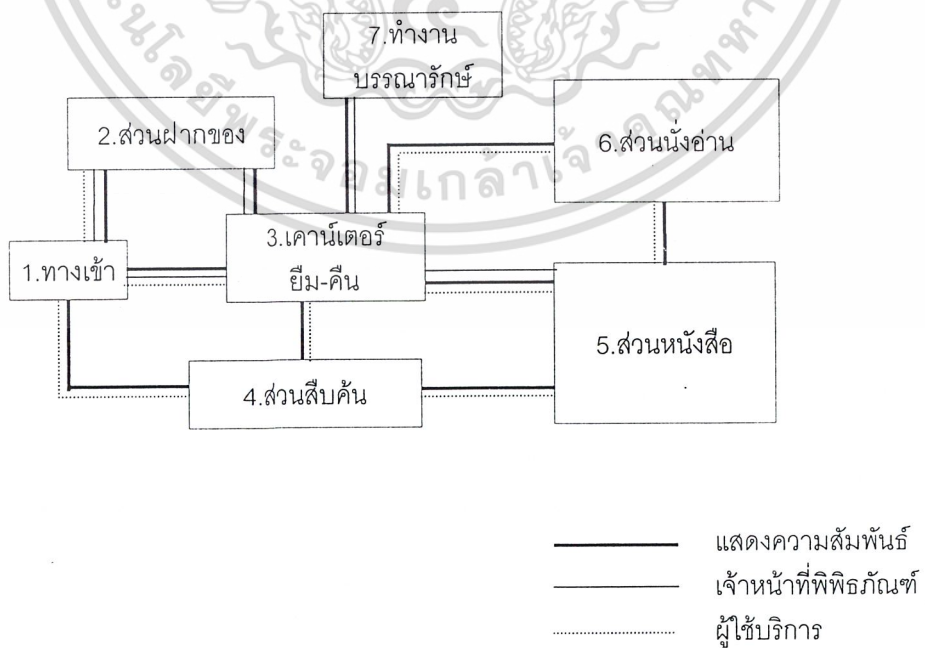 7.ทำงาน
บรรณารักษ์
2.ส่วนฝากของ
6.ส่วนนั่งอ่าน
3.เคาน์เตอร์
ยืม-คืน
1.ทางเข้า
5.ส่วนหนังสือ
4.ส่วนสืบค้น
แสดงความสัมพันธ์
เจ้าหน้าที่พิพิธภัณฑ์
ผู้ใช้บริการ